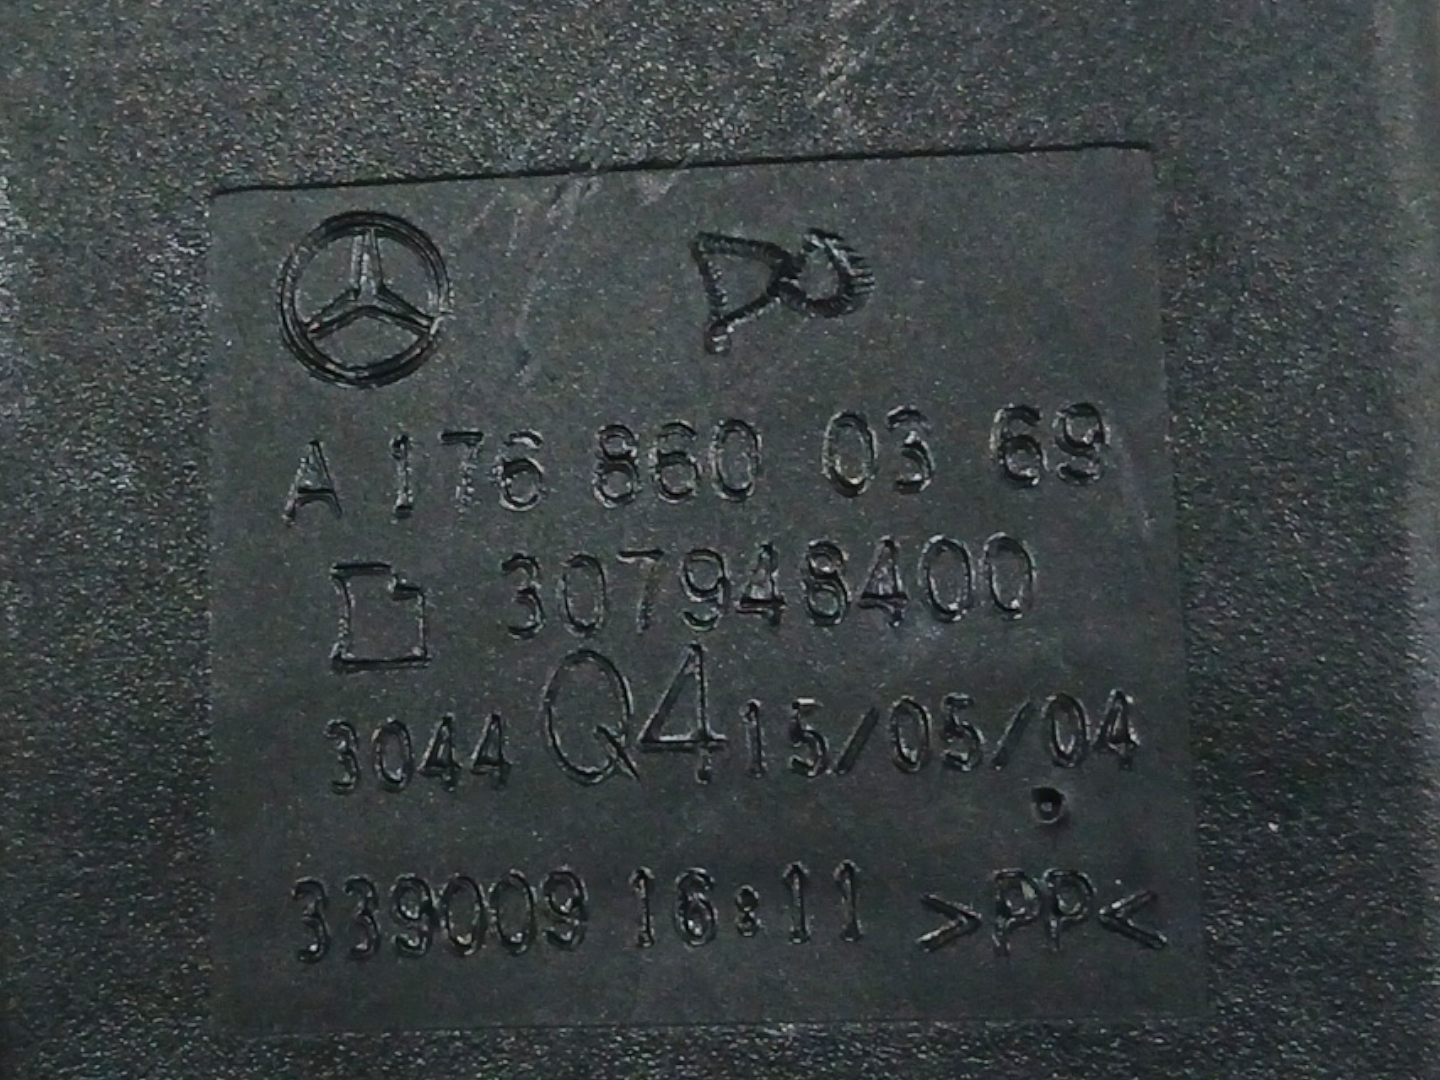 A 176 860 03 69
307948400
3044 Q4 15/05/04
339009 16:11 >PP<